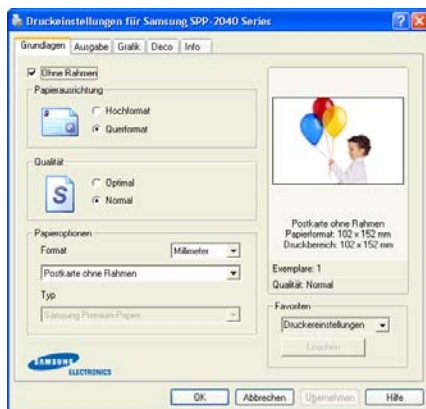 Druckeinstellungen für Samsung SPP-2040 Series
Grundlagen Ausgabe Grafik Deco Info
Ohne Rahmen
Papierausrichtung
Hochformat
Querformat
Qualität
Optimal
Normal
Papieroptionen
Format Millimeter
Postkarte ohne Rahmen
Typ
Samsung Premium-Papier
SAMSUNG
ELECTRONICS
Postkarte ohne Rahmen
Papierformat: 102 x 152 mm
Druckbereich: 102 x 152 mm
Exemplare: 1
Qualität: Normal
Favoriten
Druckereinstellungen
Löschen
OK Abbrechen Übernehmen Hilfe